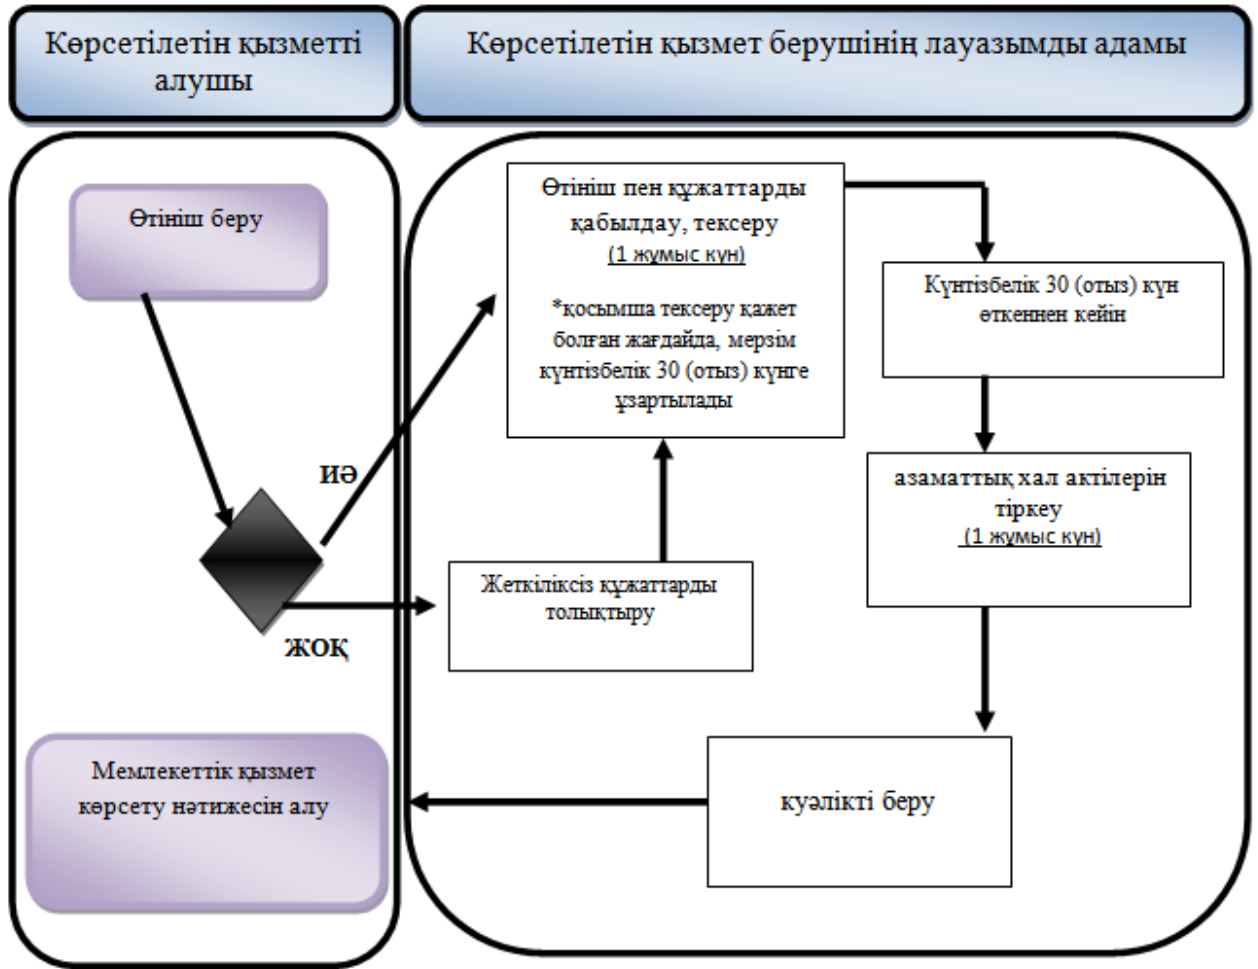 Көрсетілетін қызметті
алушы
Көрсетілетін қызмет берушінің лауазымды адамы
Өтініш беру
Өтініш пен құжаттарды
қабылдау, тексеру
(1 жұмыс күн)
*қосымша тексеру қажет
болған жағдайда, мерзім
күнтізбелік 30 (отыз) күнге
ұзартылады
Күнтізбелік 30 (отыз) күн
өткеннен кейін
ИӘ
азаматтық хал актілерін
тіркеу
(1 жұмыс күн)
Жеткіліксіз құжаттарды
толықтыру
ЖОҚ
Мемлекеттік қызмет
көрсету нәтижесін алу
куәлікті беру